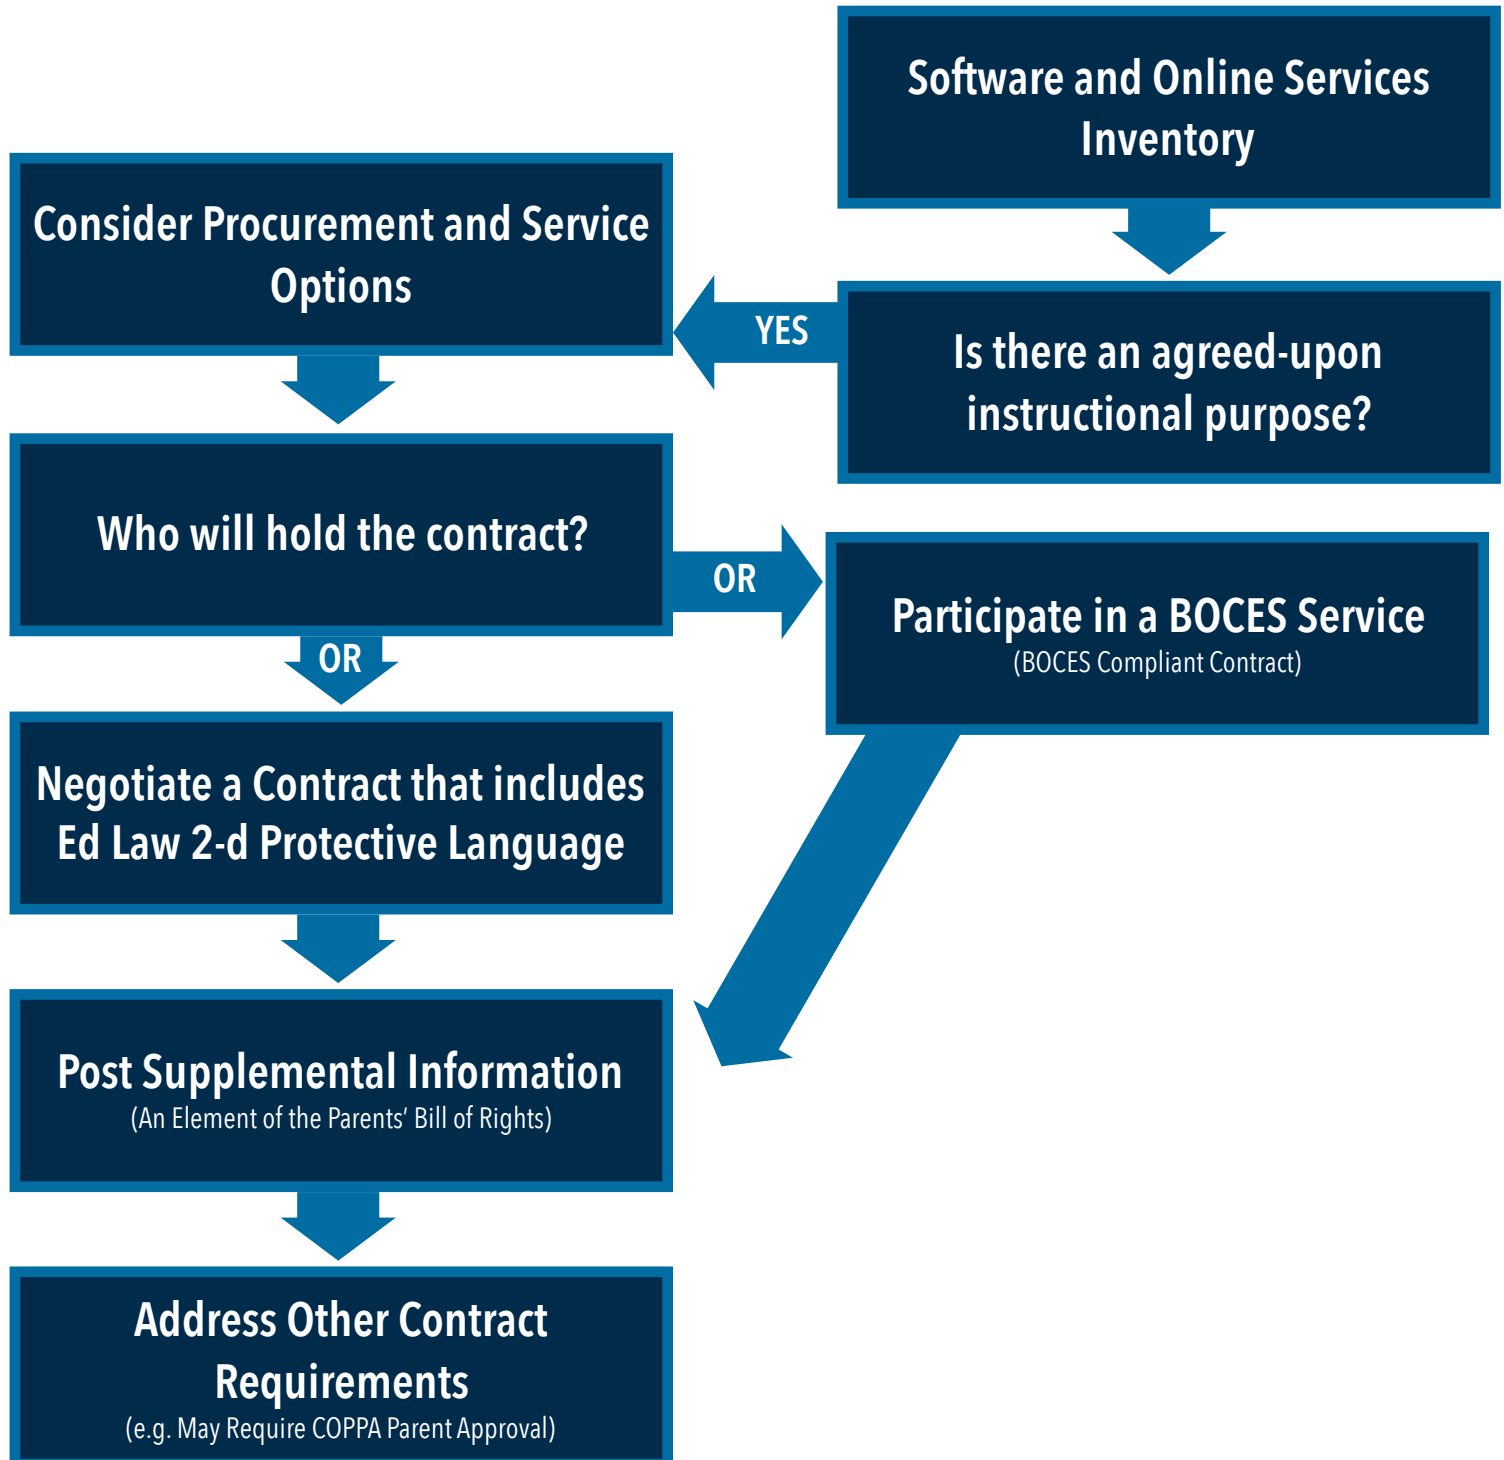 Software and Online Services
Inventory
Is there an agreed-upon
instructional purpose?
YES
Consider Procurement and Service
Options
Who will hold the contract?
OR
Participate in a BOCES Service
(BOCES Compliant Contract)
OR
Negotiate a Contract that includes
Ed Law 2-d Protective Language
Post Supplemental Information
(An Element of the Parents’ Bill of Rights)
Address Other Contract
Requirements
(e.g. May Require COPPA Parent Approval)